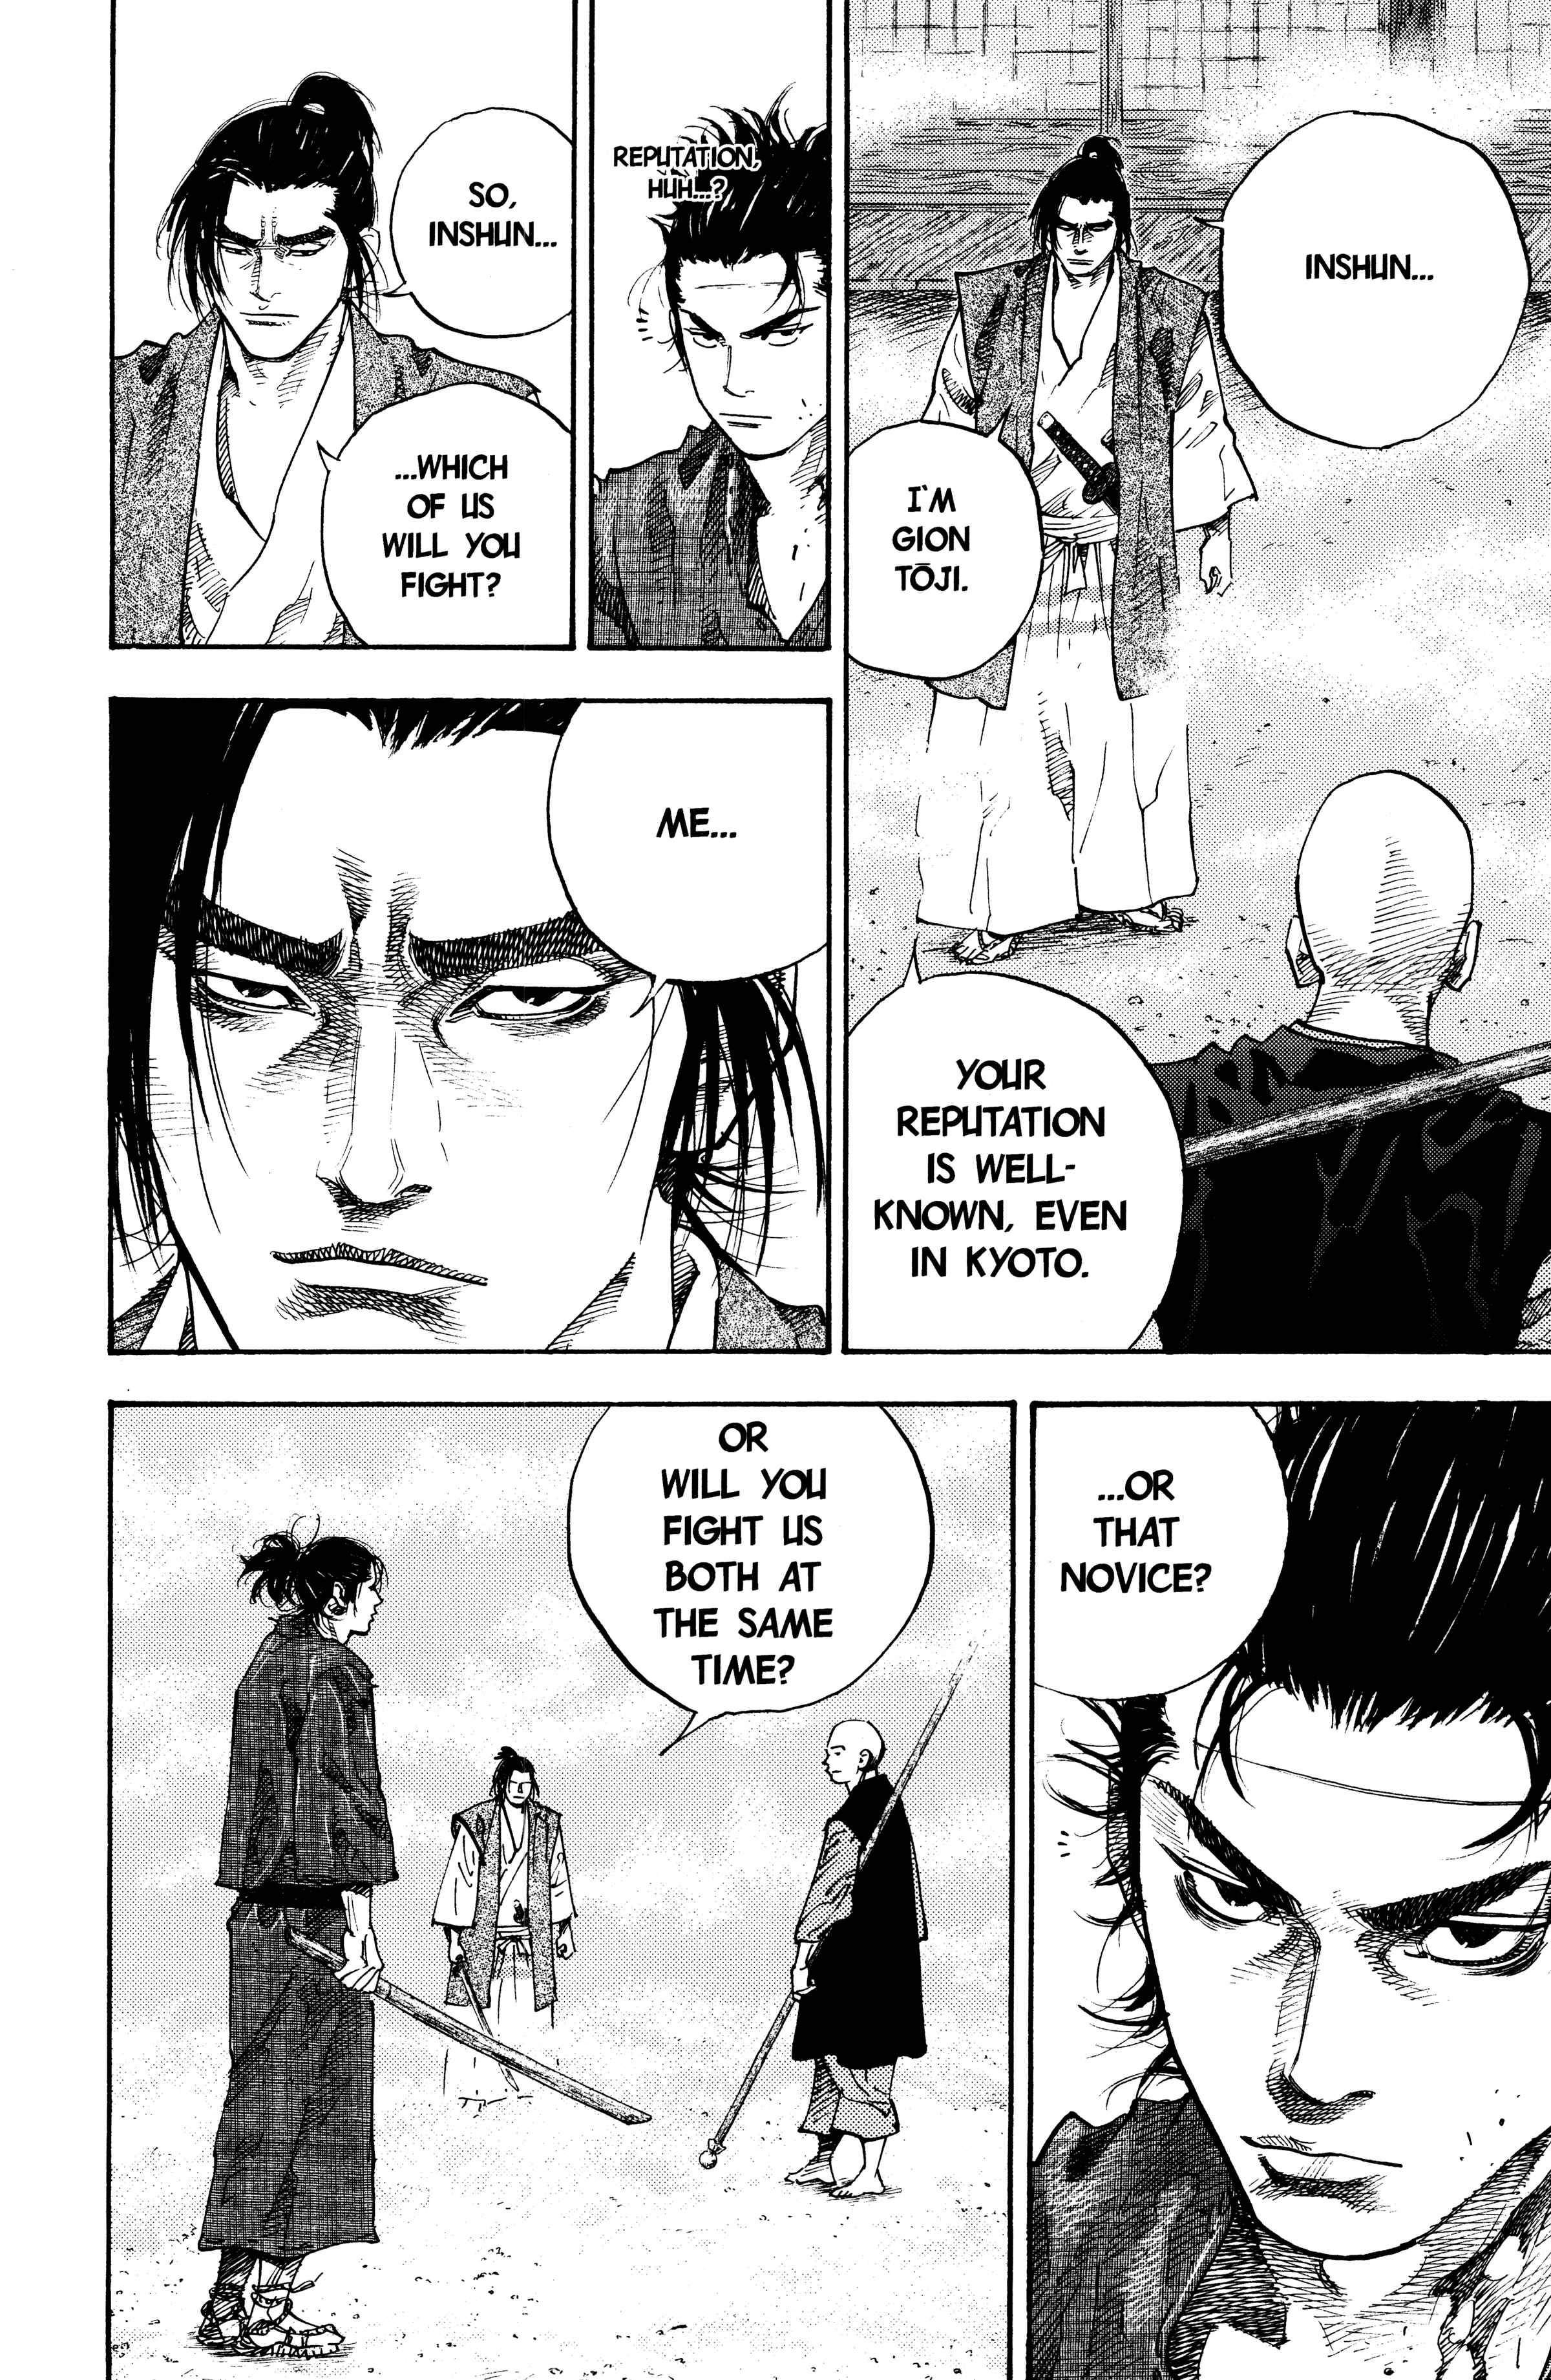 INSHUN...
I'M
GION
TŌJI.
YOUR
REPUTATION
IS WELL-
KNOWN, EVEN
IN KYOTO.
REPUTATION,
HUH...?
SO,
INSHUN...
...WHICH
OF US
WILL YOU
FIGHT?
ME...
...OR
THAT
NOVICE?
OR
WILL YOU
FIGHT US
BOTH AT
THE SAME
TIME?